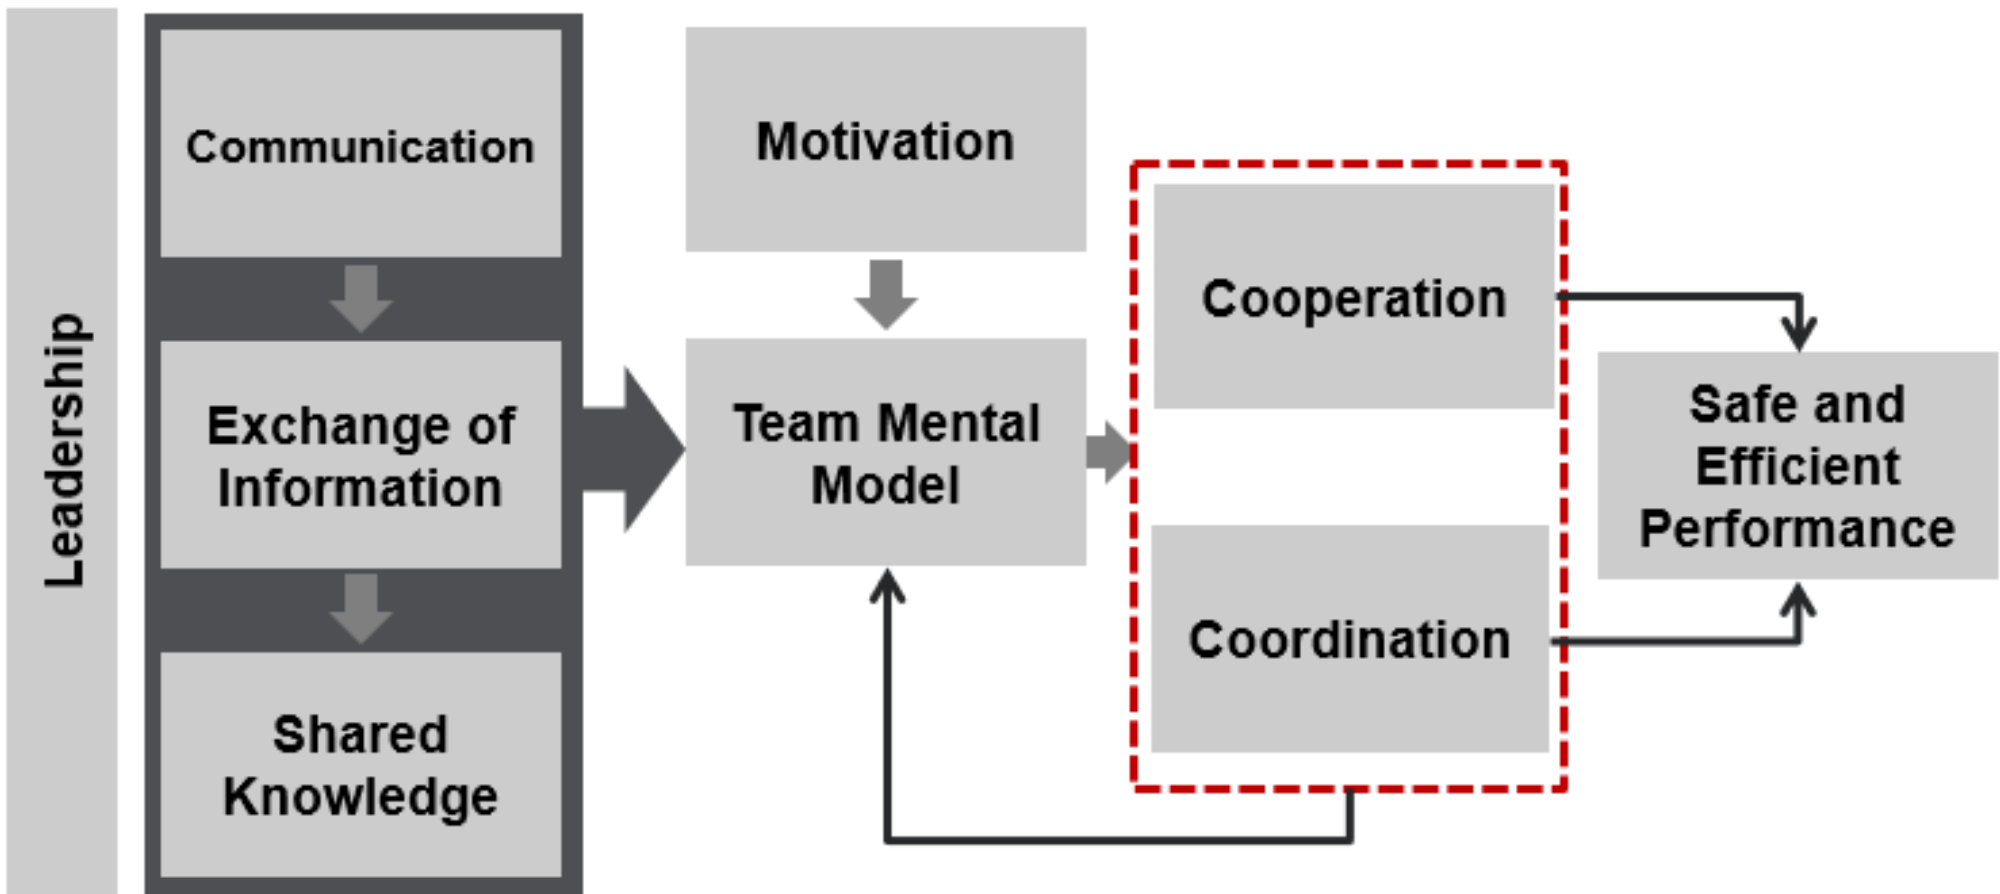 Leadership
Communication
Exchange of
Information
Shared
Knowledge
Motivation
Team Mental
Model
Cooperation
Coordination
Safe and
Efficient
Performance